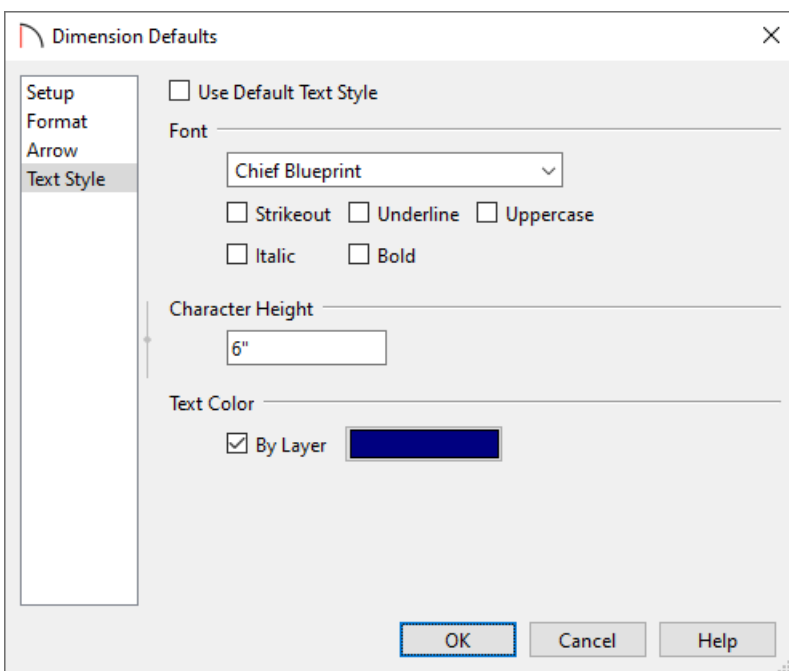 Dimension Defaults
Setup
Format
Arrow
Text Style
Use Default Text Style
Font
Chief Blueprint
Strikeout Underline Uppercase
Italic Bold
Character Height
6"
Text Color
By Layer
OK Cancel Help